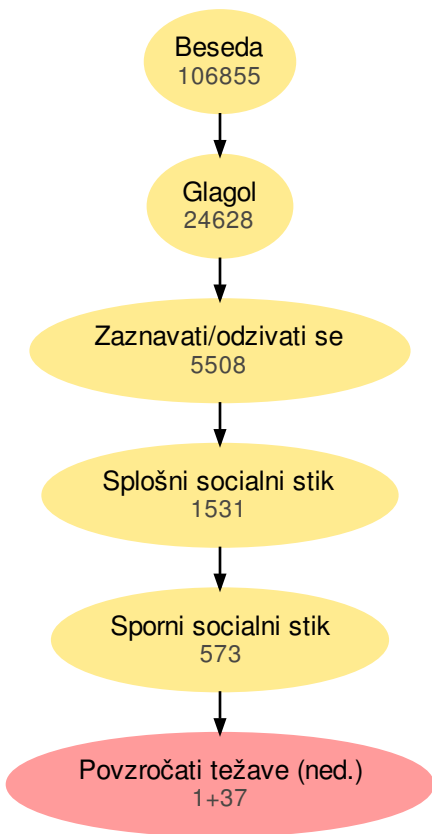 Beseda
106855
Glagol
24628
Zaznavati/odzivati se
5508
Splošni socialni stik
1531
Sporni socialni stik
573
Povzročati težave (ned.)
1+37